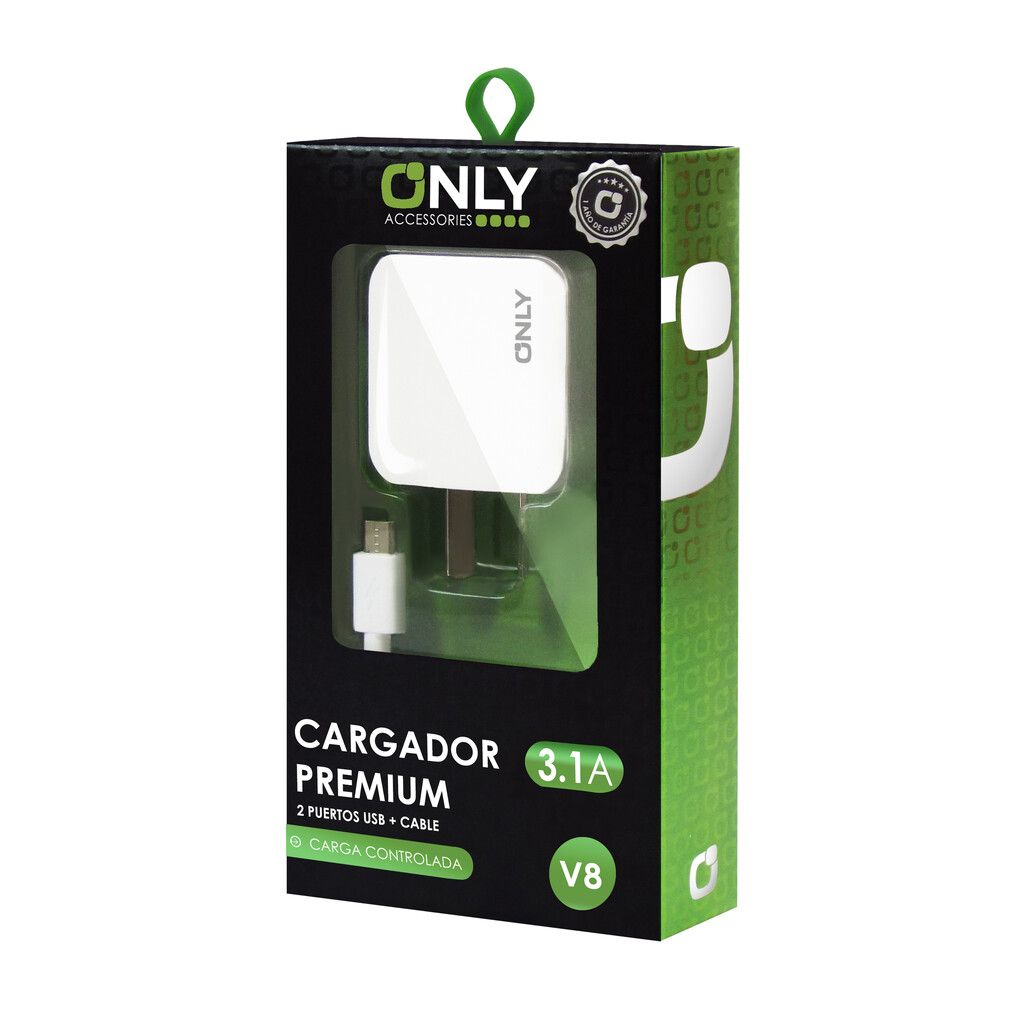 ONLY
ACCESSORIES
1 AÑO DE GARANTÍA
ONLY
CARGADOR
PREMIUM
3.1A
2 PUERTOS USB + CABLE
CARGA CONTROLADA
V8